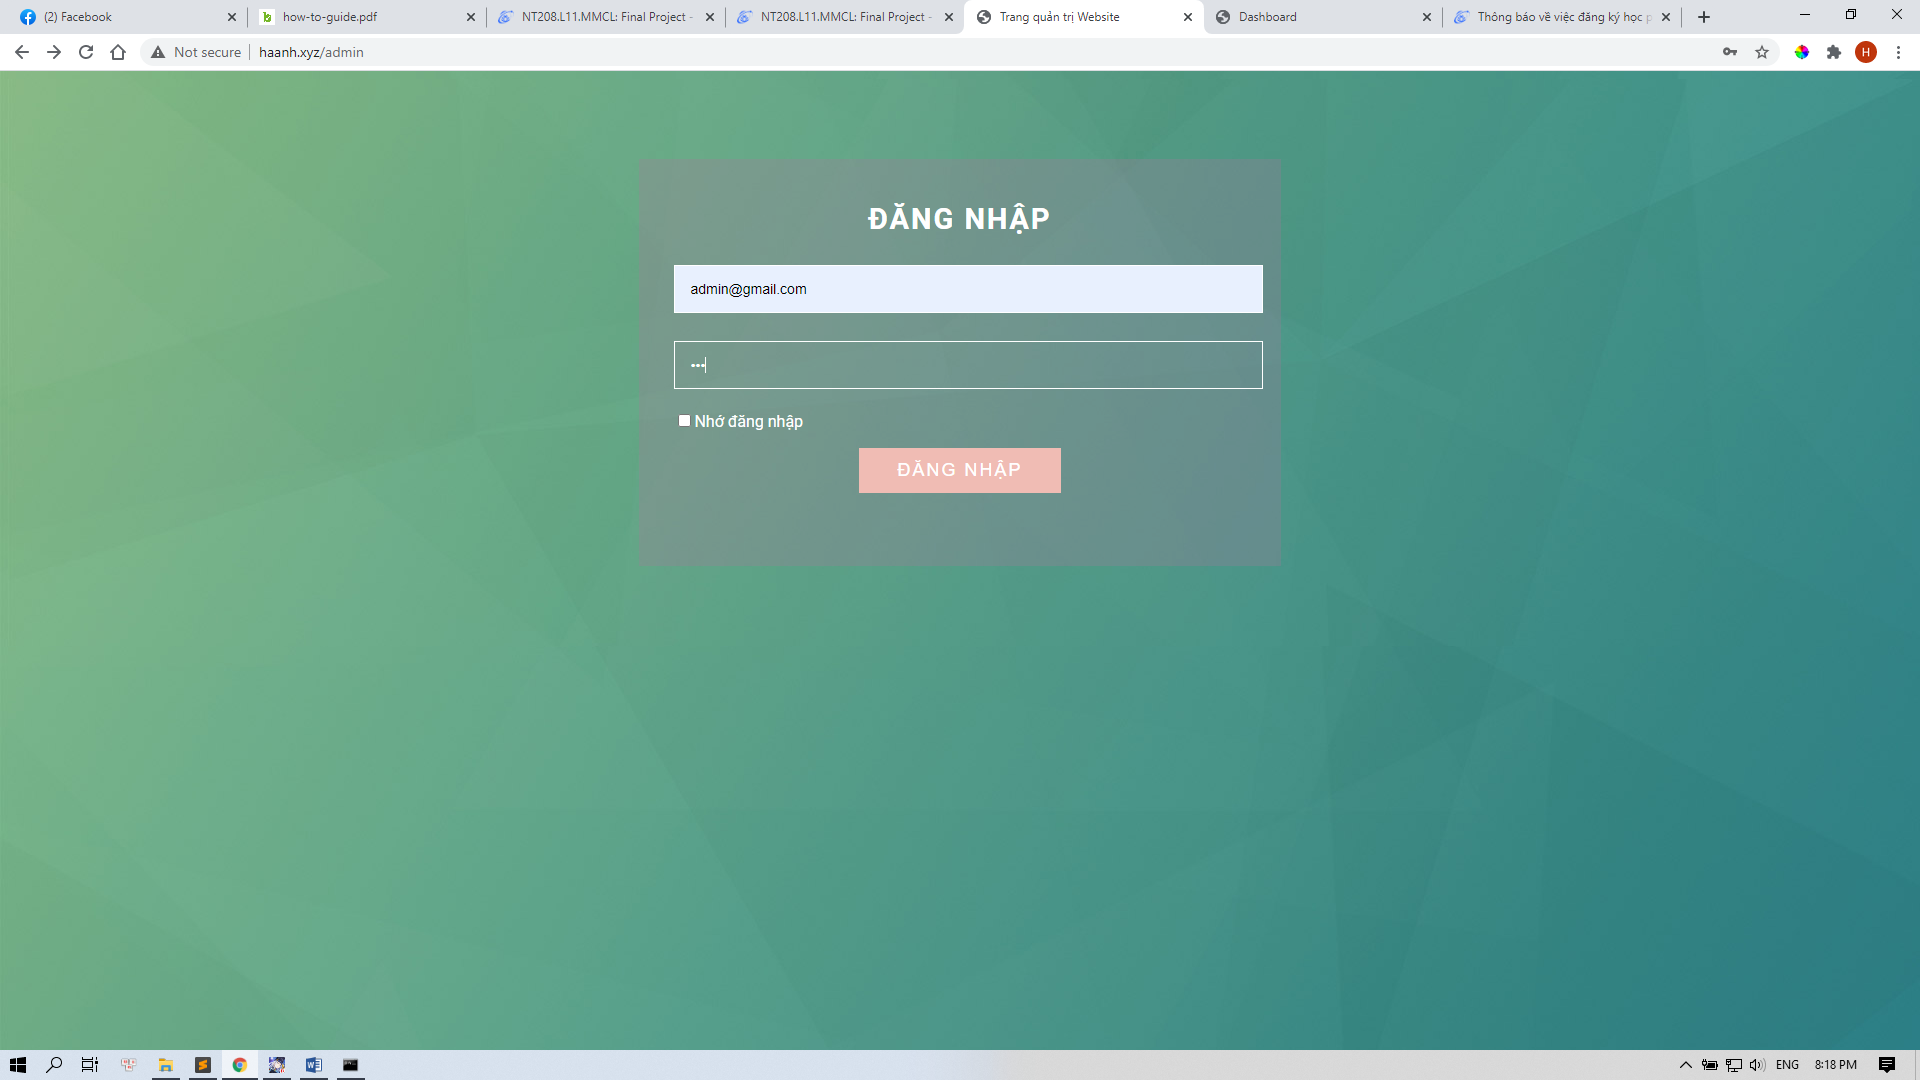 (2) Facebook
how-to-guide.pdf
NT208.L11.MMCL: Final Project -
NT208.L11.MMCL: Final Project -
Trang quản trị Website
Dashboard
Thông báo về việc đăng ký học p
Not secure
haanh.xyz/admin
H
ĐĂNG NHẬP
admin@gmail.com
•••
Nhớ đăng nhập
ĐĂNG NHẬP
ENG
8:18 PM